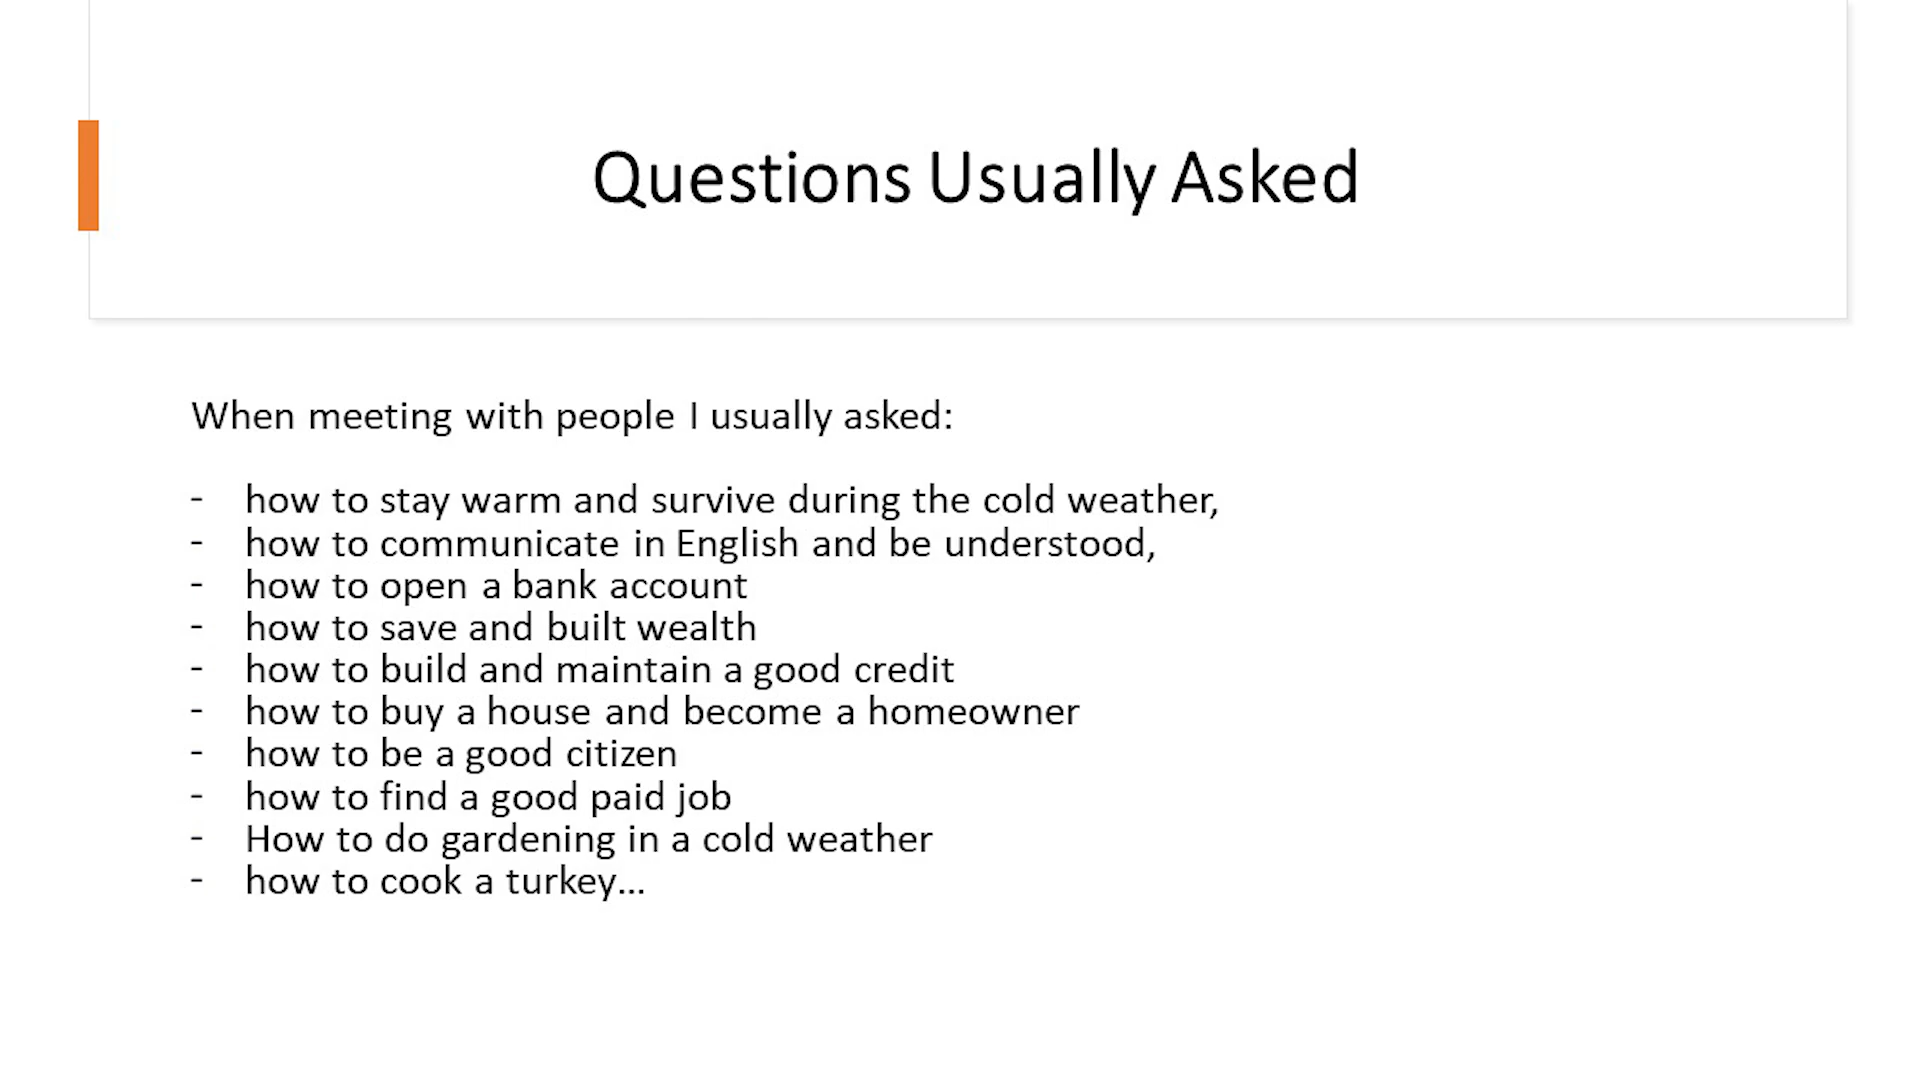 Questions Usually Asked
When meeting with people I usually asked:
- how to stay warm and survive during the cold weather,
- how to communicate in English and be understood,
- how to open a bank account
- how to save and built wealth
- how to build and maintain a good credit
- how to buy a house and become a homeowner
- how to be a good citizen
- how to find a good paid job
- How to do gardening in a cold weather
- how to cook a turkey...